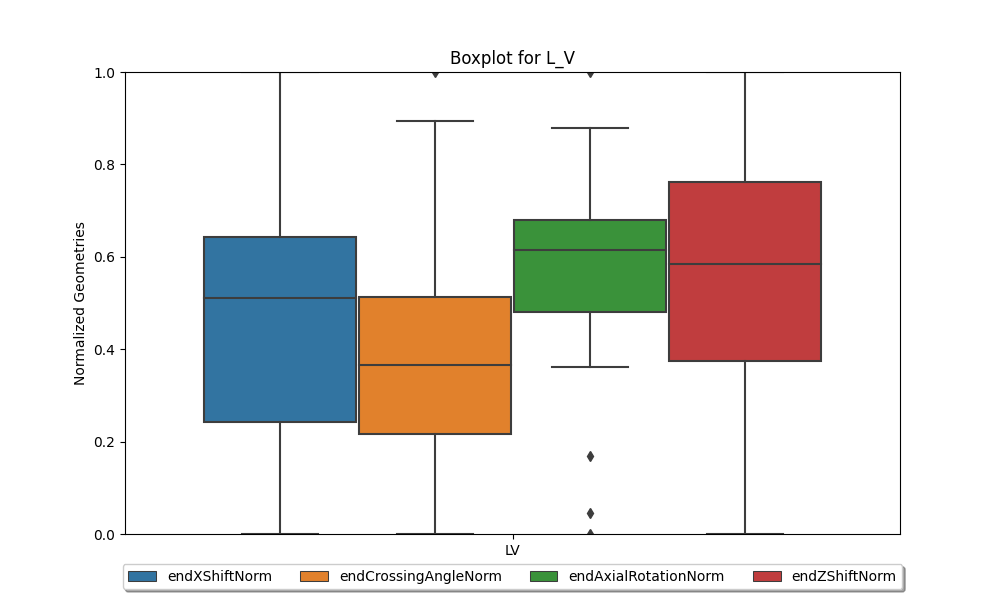 Boxplot for L_V
1.0
0.8
0.6
0.4
0.2
0.0
Normalized Geometries
LV
endXShiftNorm endCrossingAngleNorm endAxialRotationNorm endZShiftNorm